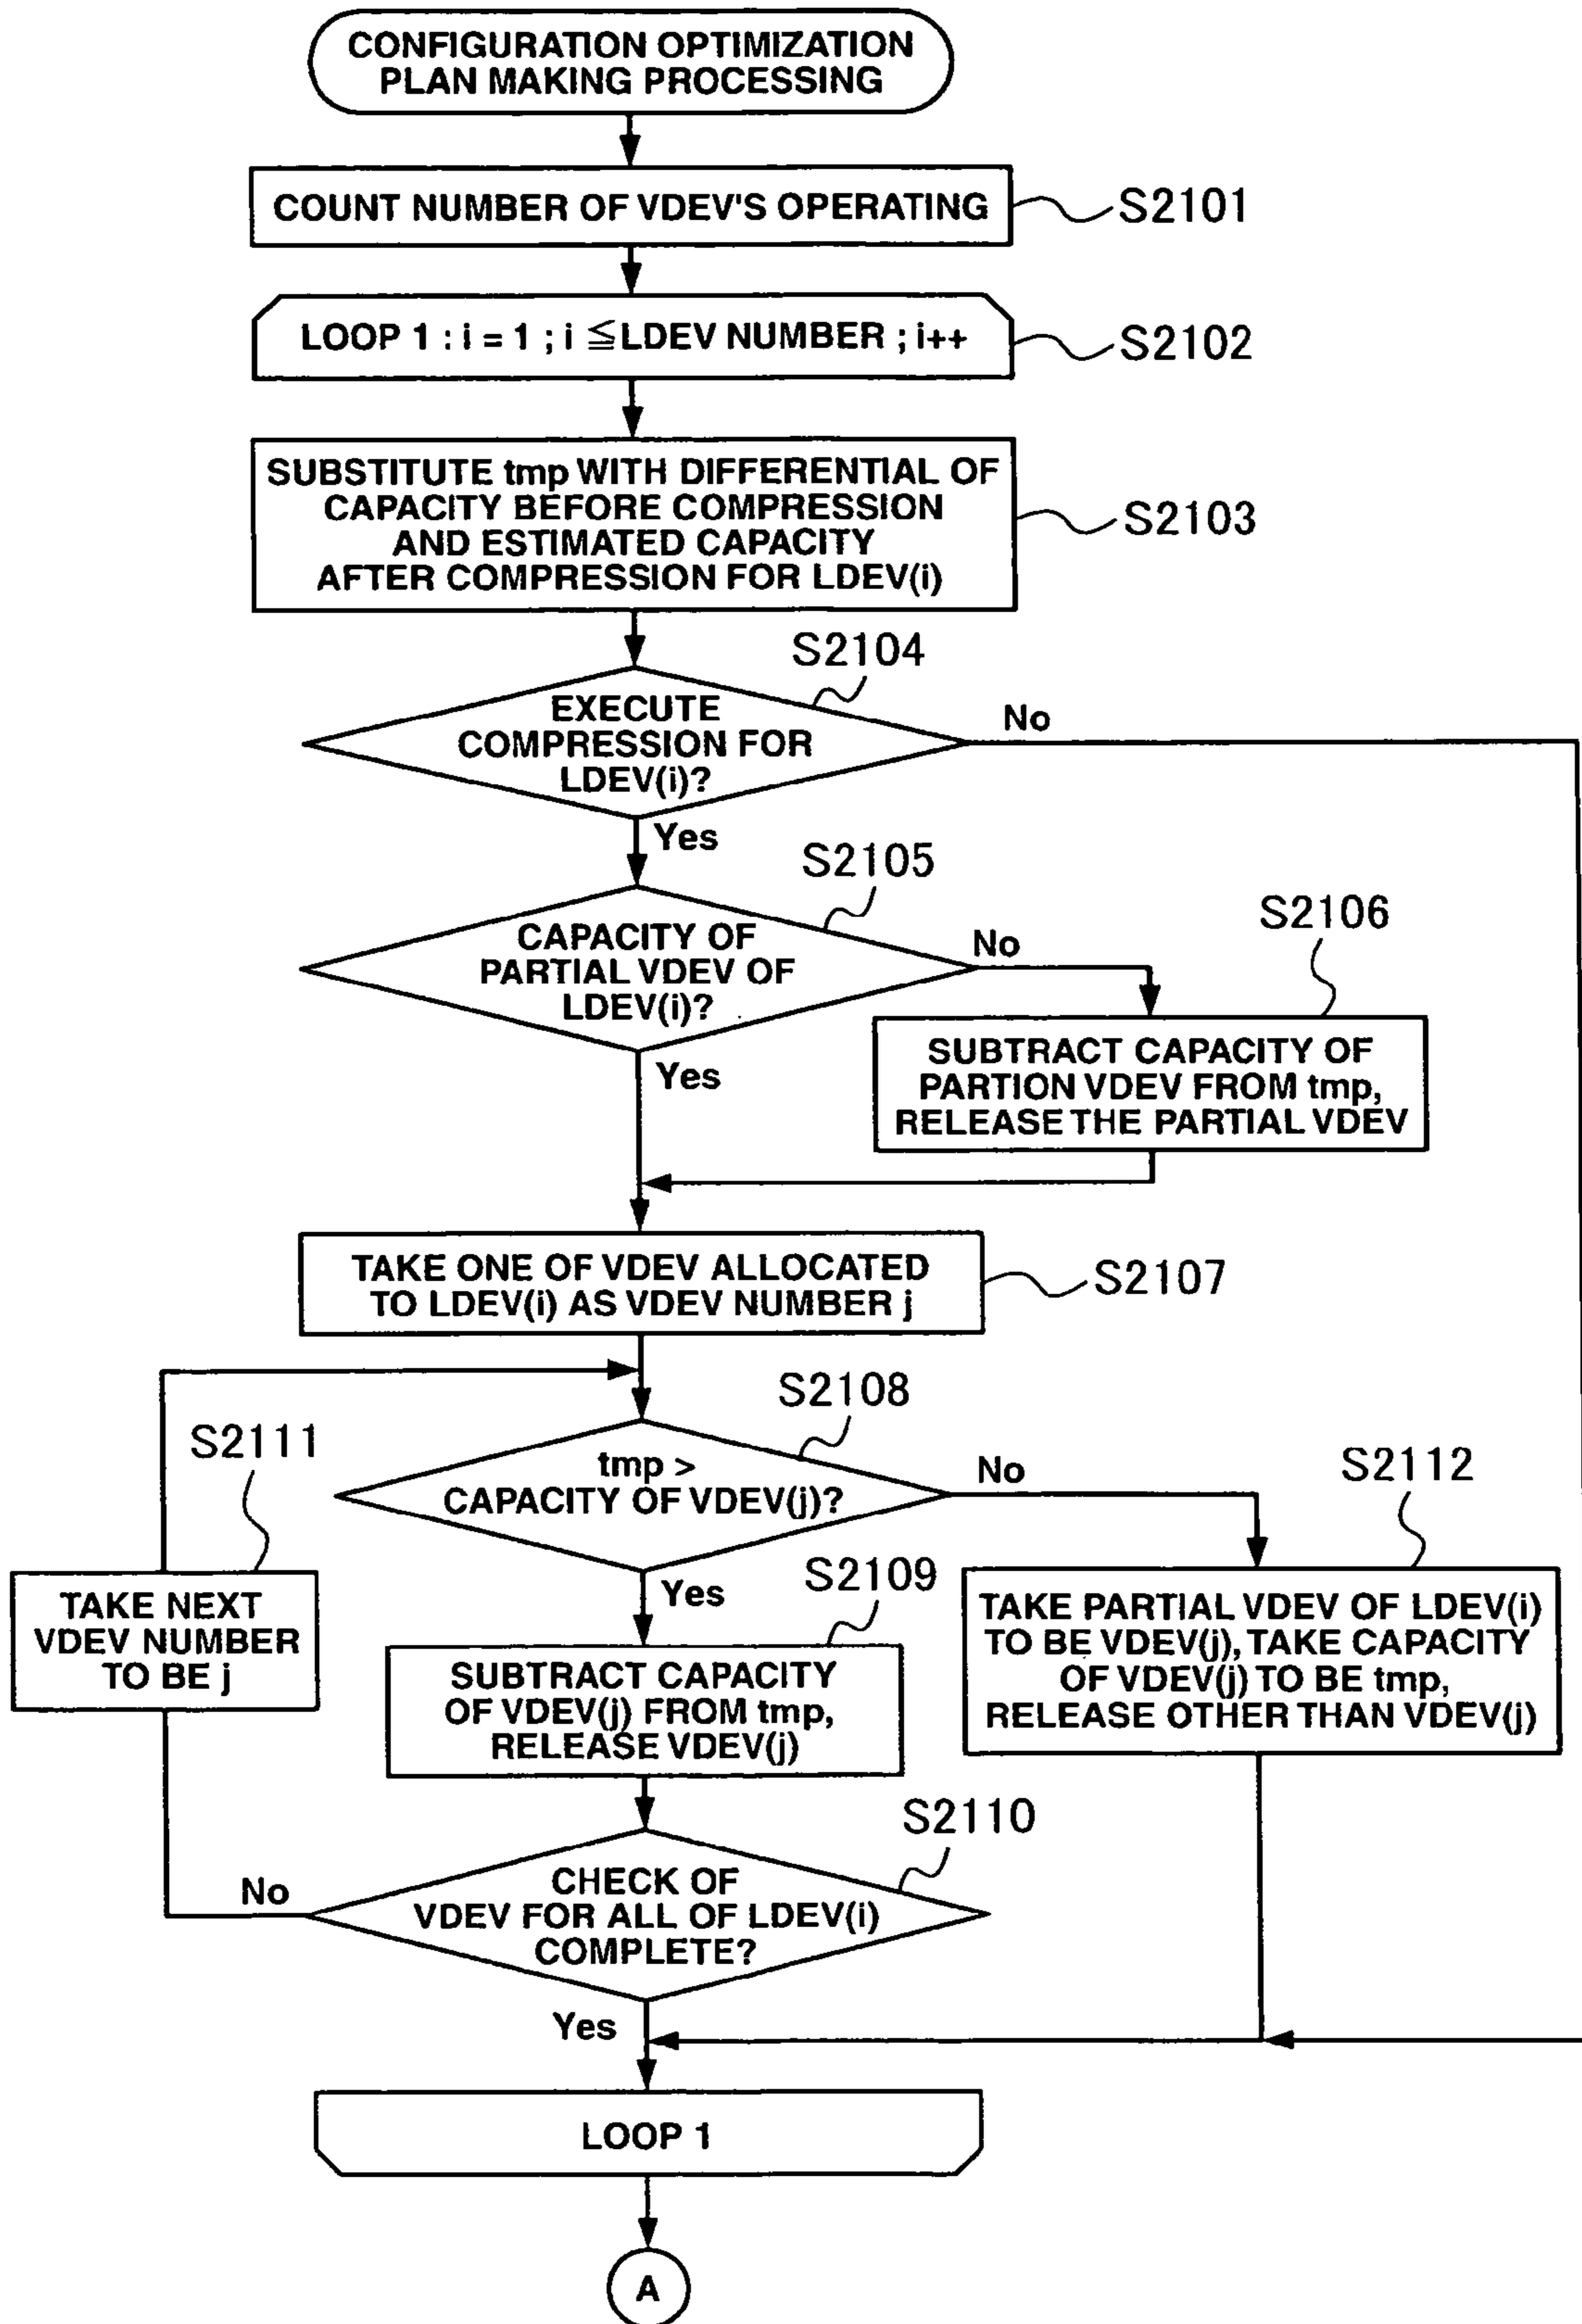 CONFIGURATION OPTIMIZATION
PLAN MAKING PROCESSING
COUNT NUMBER OF VDEV'S OPERATING
S2101
LOOP 1 : i = 1 ; i ≦ LDEV NUMBER ; i++
S2102
SUBSTITUTE tmp WITH DIFFERENTIAL OF
CAPACITY BEFORE COMPRESSION
AND ESTIMATED CAPACITY
AFTER COMPRESSION FOR LDEV(i)
S2103
S2104
EXECUTE
COMPRESSION FOR
LDEV(i)?
No
Yes
S2105
CAPACITY OF
PARTIAL VDEV OF
LDEV(i)?
No
Yes
S2106
SUBTRACT CAPACITY OF
PARTION VDEV FROM tmp,
RELEASE THE PARTIAL VDEV
TAKE ONE OF VDEV ALLOCATED
TO LDEV(i) AS VDEV NUMBER j
S2107
S2108
tmp >
CAPACITY OF VDEV(j)?
No
Yes
S2111
TAKE NEXT
VDEV NUMBER
TO BE j
S2109
SUBTRACT CAPACITY
OF VDEV(j) FROM tmp,
RELEASE VDEV(j)
S2112
TAKE PARTIAL VDEV OF LDEV(i)
TO BE VDEV(j), TAKE CAPACITY
OF VDEV(j) TO BE tmp,
RELEASE OTHER THAN VDEV(j)
S2110
CHECK OF
VDEV FOR ALL OF LDEV(i)
COMPLETE?
No
Yes
LOOP 1
A